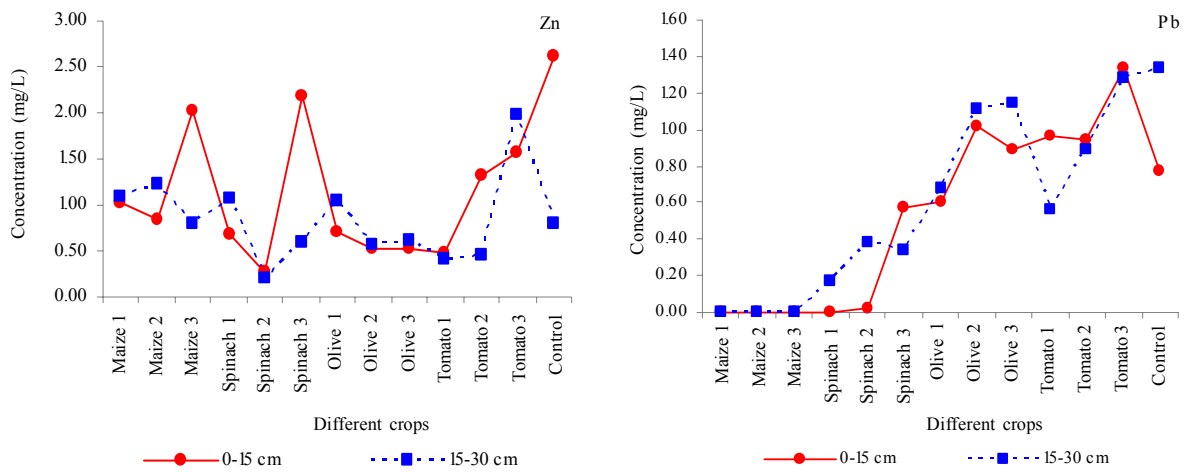 Zn
3.00
2.50
2.00
1.50
1.00
0.50
0.00
Concentration (mg/L)
Maize 1
Maize 2
Maize 3
Spinach 1
Spinach 2
Spinach 3
Olive 1
Olive 2
Olive 3
Tomato 1
Tomato 2
Tomato 3
Control
Different crops
0-15 cm
15-30 cm
Pb
1.60
1.40
1.20
1.00
0.80
0.60
0.40
0.20
0.00
Concentration (mg/L)
Maize 1
Maize 2
Maize 3
Spinach 1
Spinach 2
Spinach 3
Olive 1
Olive 2
Olive 3
Tomato 1
Tomato 2
Tomato 3
Control
Different crops
0-15 cm
15-30 cm